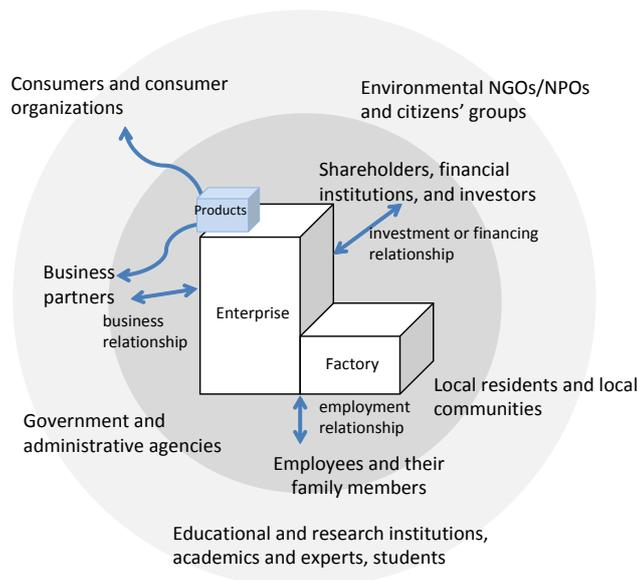 Consumers and consumer
organizations
Environmental NGOs/NPOs
and citizens’ groups
Shareholders, financial
institutions, and investors
Products
investment or financing
relationship
Business
partners
business
relationship
Enterprise
Factory
Local residents and local
communities
employment
relationship
Government and
administrative agencies
Employees and their
family members
Educational and research institutions,
academics and experts, students